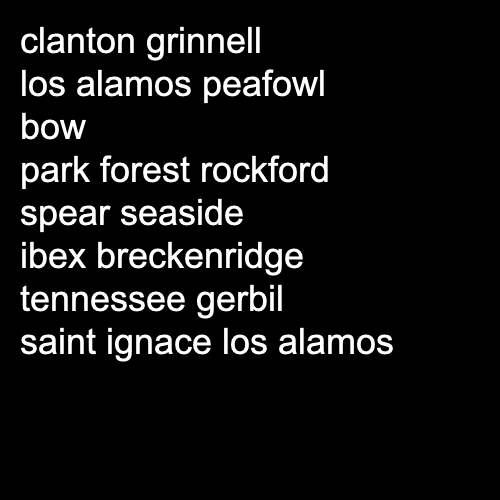 clanton grinnell
los alamos peafowl
bow
park forest rockford
spear seaside
ibex breckenridge
tennessee gerbil
saint ignace los alamos